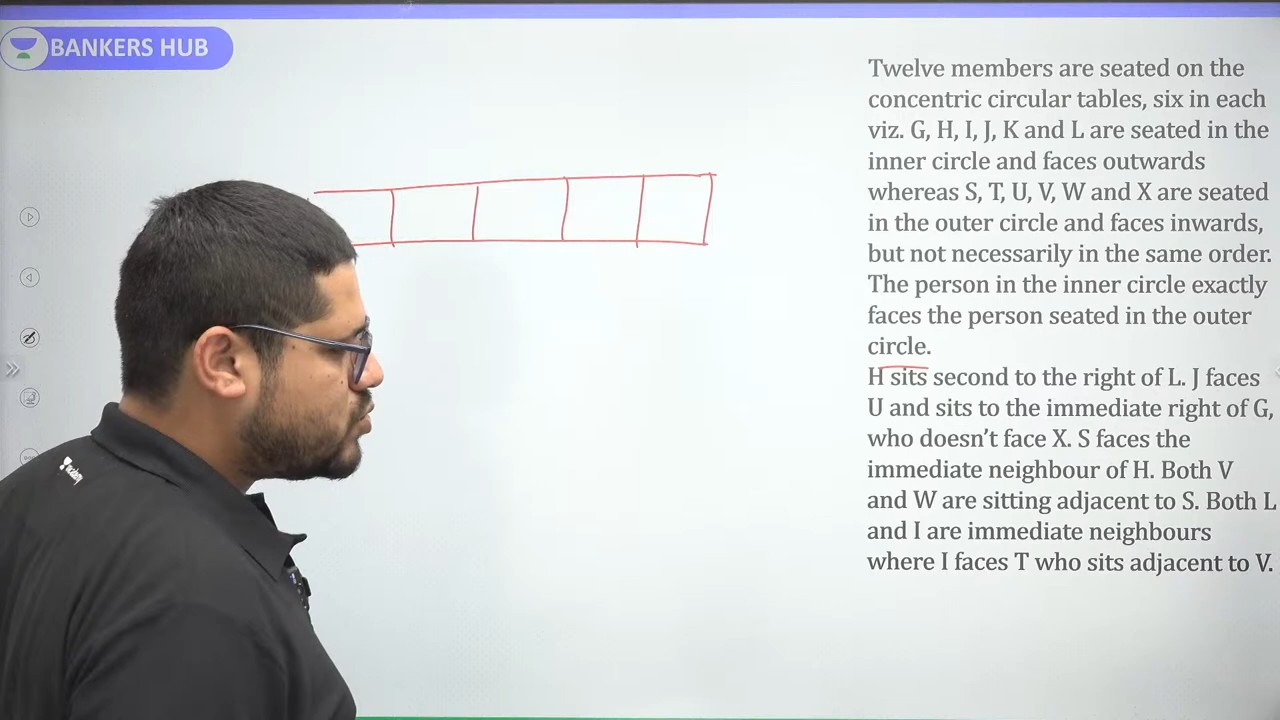 BANKERS HUB
Twelve members are seated on the
concentric circular tables, six in each
viz. G, H, I, J, K and L are seated in the
inner circle and faces outwards
whereas S, T, U, V, W and X are seated
in the outer circle and faces inwards,
but not necessarily in the same order.
The person in the inner circle exactly
faces the person seated in the outer
circle.
H sits second to the right of L. J faces
U and sits to the immediate right of G,
who doesn’t face X. S faces the
immediate neighbour of H. Both V
and W are sitting adjacent to S. Both L
and I are immediate neighbours
where I faces T who sits adjacent to V.